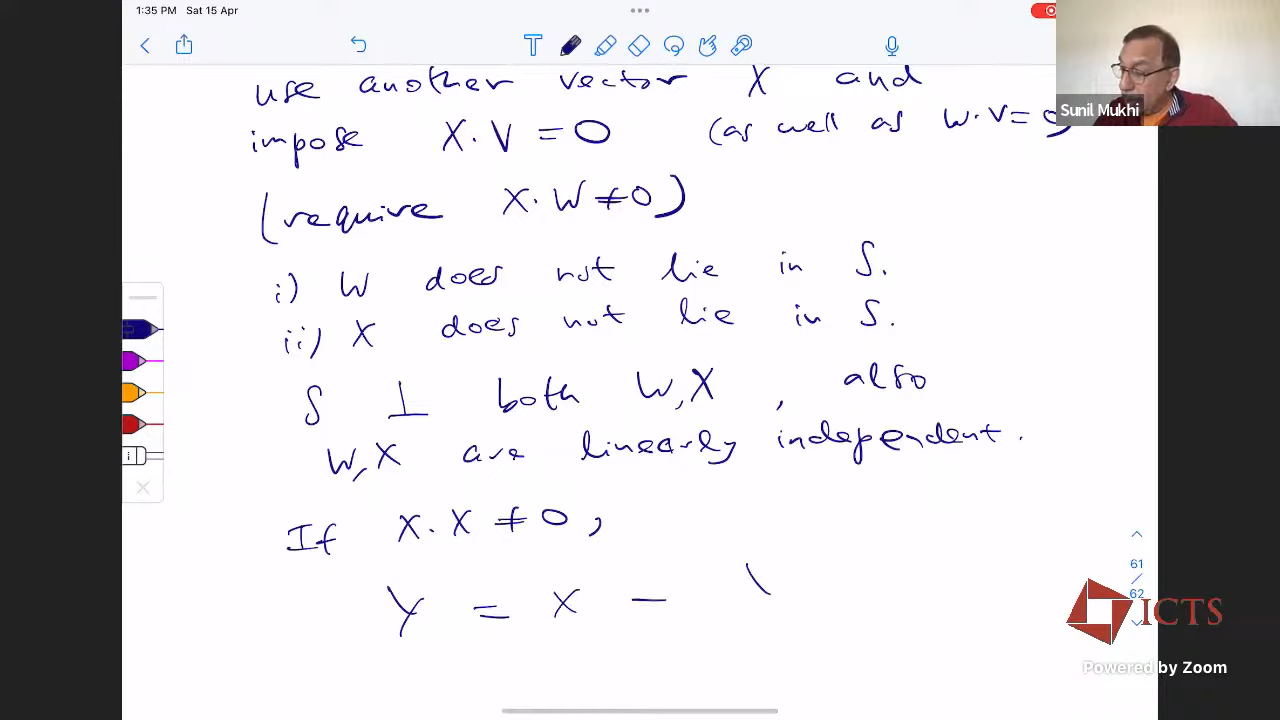 1:35 PM Sat 15 Apr
use another vector X and
Sunil Mukhi
impose X·V = 0 (as well as W·V = 0
(require X·W ≠ 0)
i) W does not lie in S.
ii) X does not lie in S.
S ⊥ both W,X , also
W,X are linearly independent.
If X·X ≠ 0,
Y = X −
61
/
62
ICTS
Powered by Zoom